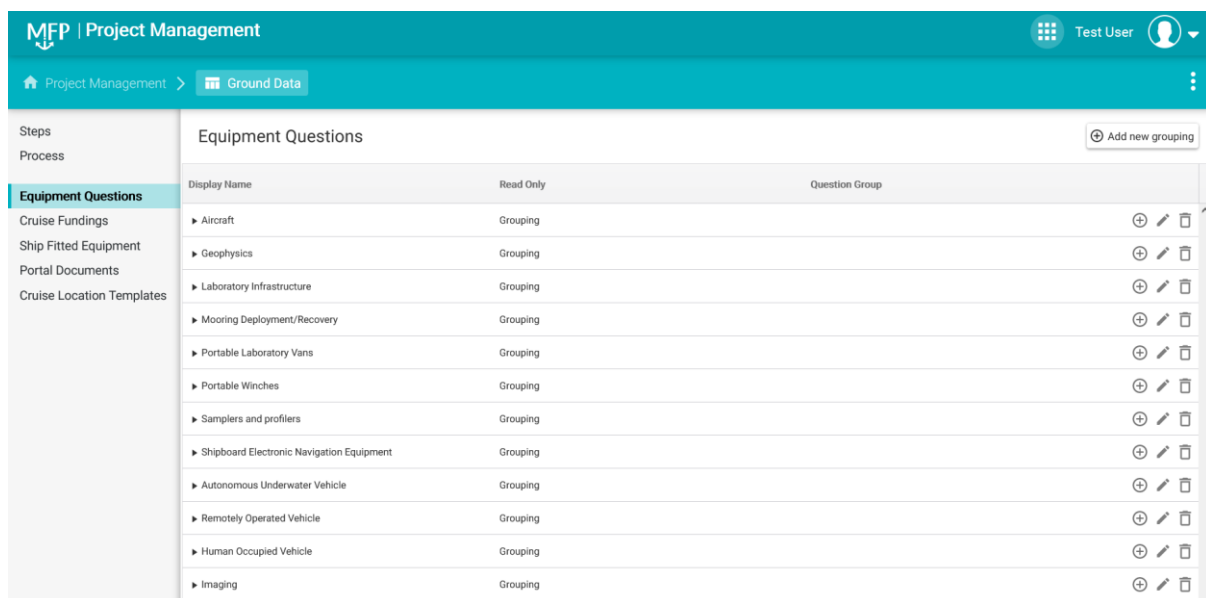 MFP | Project Management
Test User
Project Management > Ground Data
Steps
Process
Equipment Questions
Cruise Fundings
Ship Fitted Equipment
Portal Documents
Cruise Location Templates
Equipment Questions
Add new grouping
Display Name Read Only Question Group
Aircraft Grouping
Geophysics Grouping
Laboratory Infrastructure Grouping
Mooring Deployment/Recovery Grouping
Portable Laboratory Vans Grouping
Portable Winches Grouping
Samplers and profilers Grouping
Shipboard Electronic Navigation Equipment Grouping
Autonomous Underwater Vehicle Grouping
Remotely Operated Vehicle Grouping
Human Occupied Vehicle Grouping
Imaging Grouping